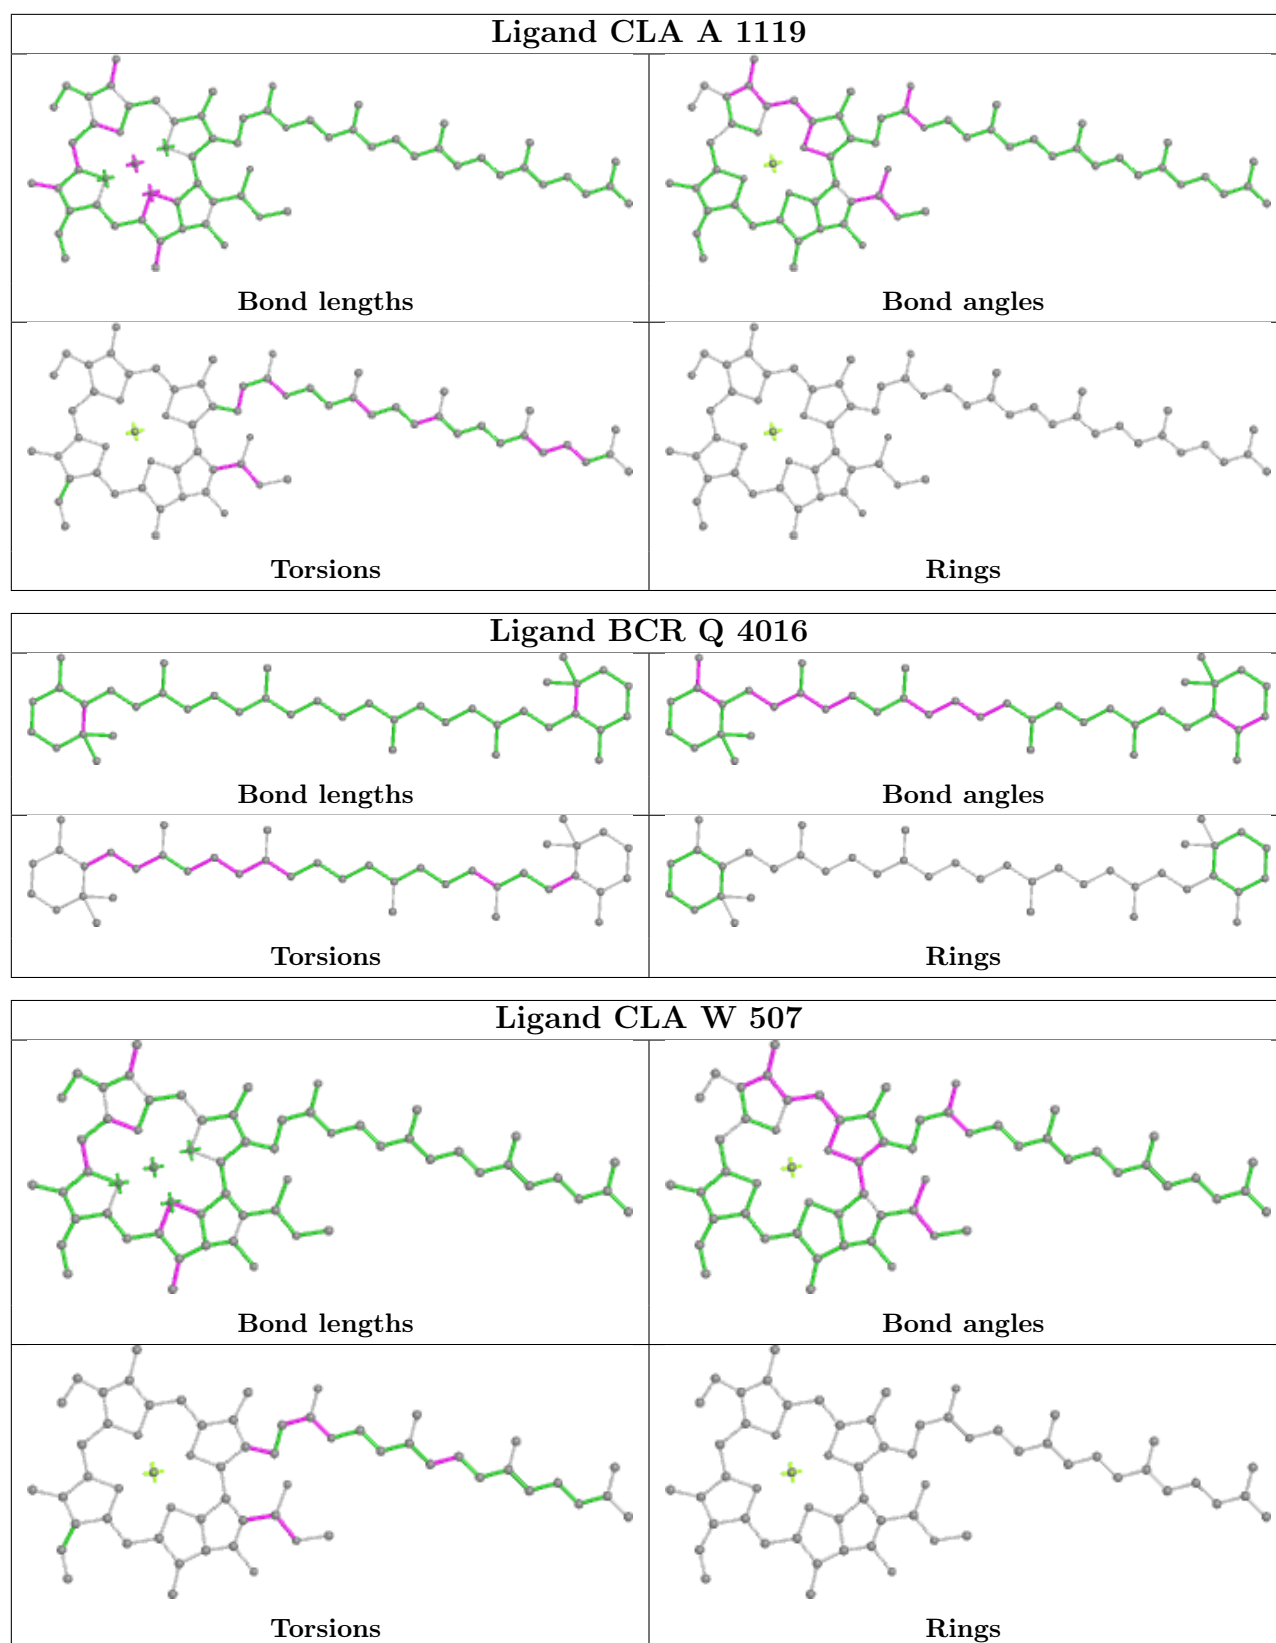 Ligand CLA A 1119
Bond lengths
Bond angles
Torsions
Rings
Ligand BCR Q 4016
Bond lengths
Bond angles
Torsions
Rings
Ligand CLA W 507
Bond lengths
Bond angles
Torsions
Rings